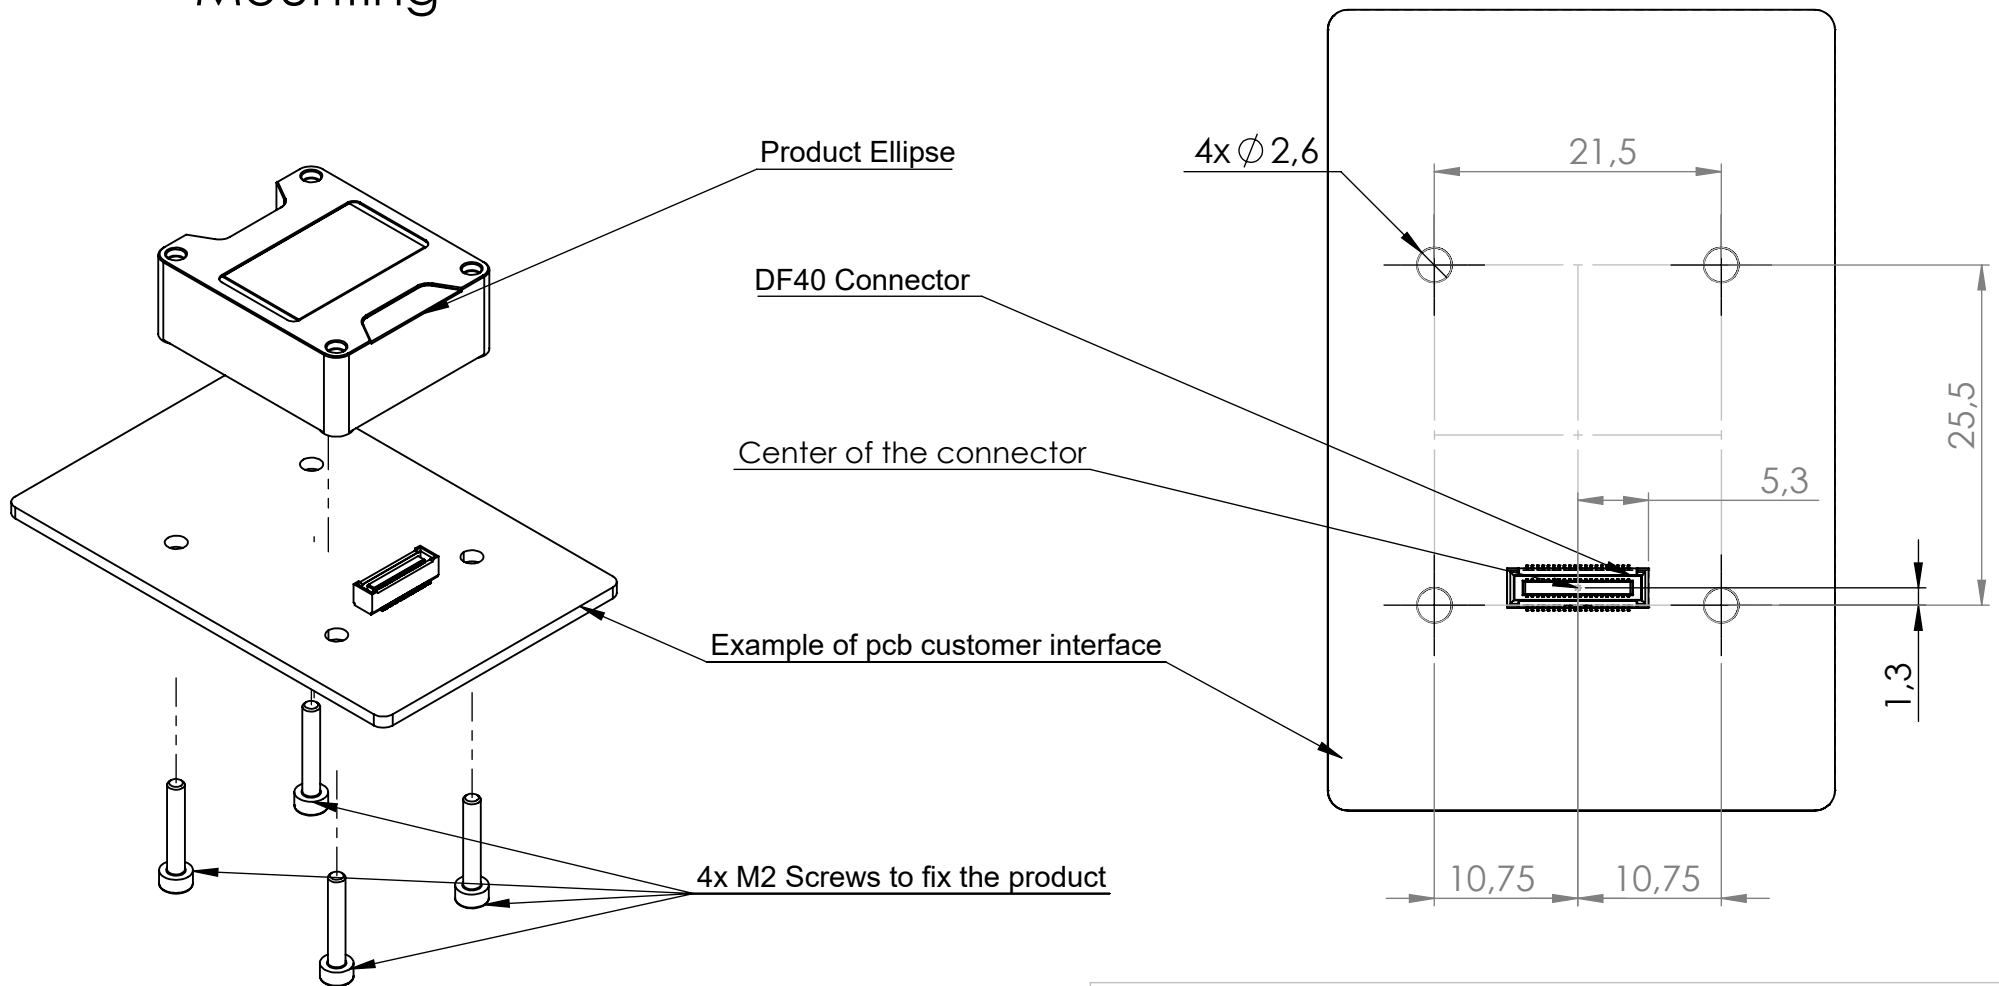 Mounting
Product Ellipse
4x ∅ 2,6
21,5
DF40 Connector
25,5
Center of the connector
5,3
Example of pcb customer interface
1,3
4x M2 Screws to fix the product
10,75
10,75